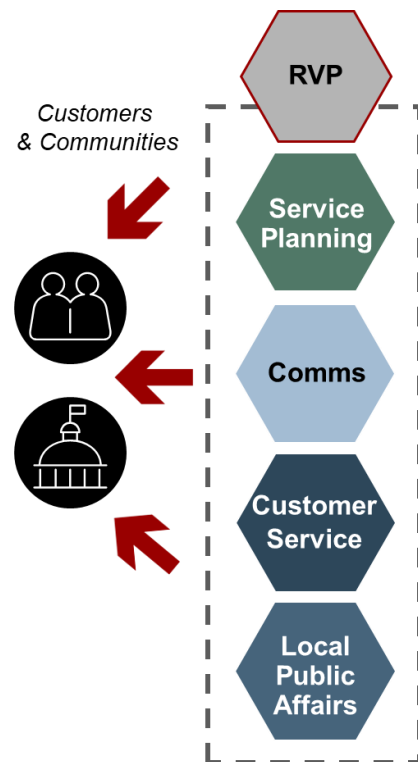 RVP
Customers
& Communities
Service
Planning
Comms
Customer
Service
Local
Public
Affairs